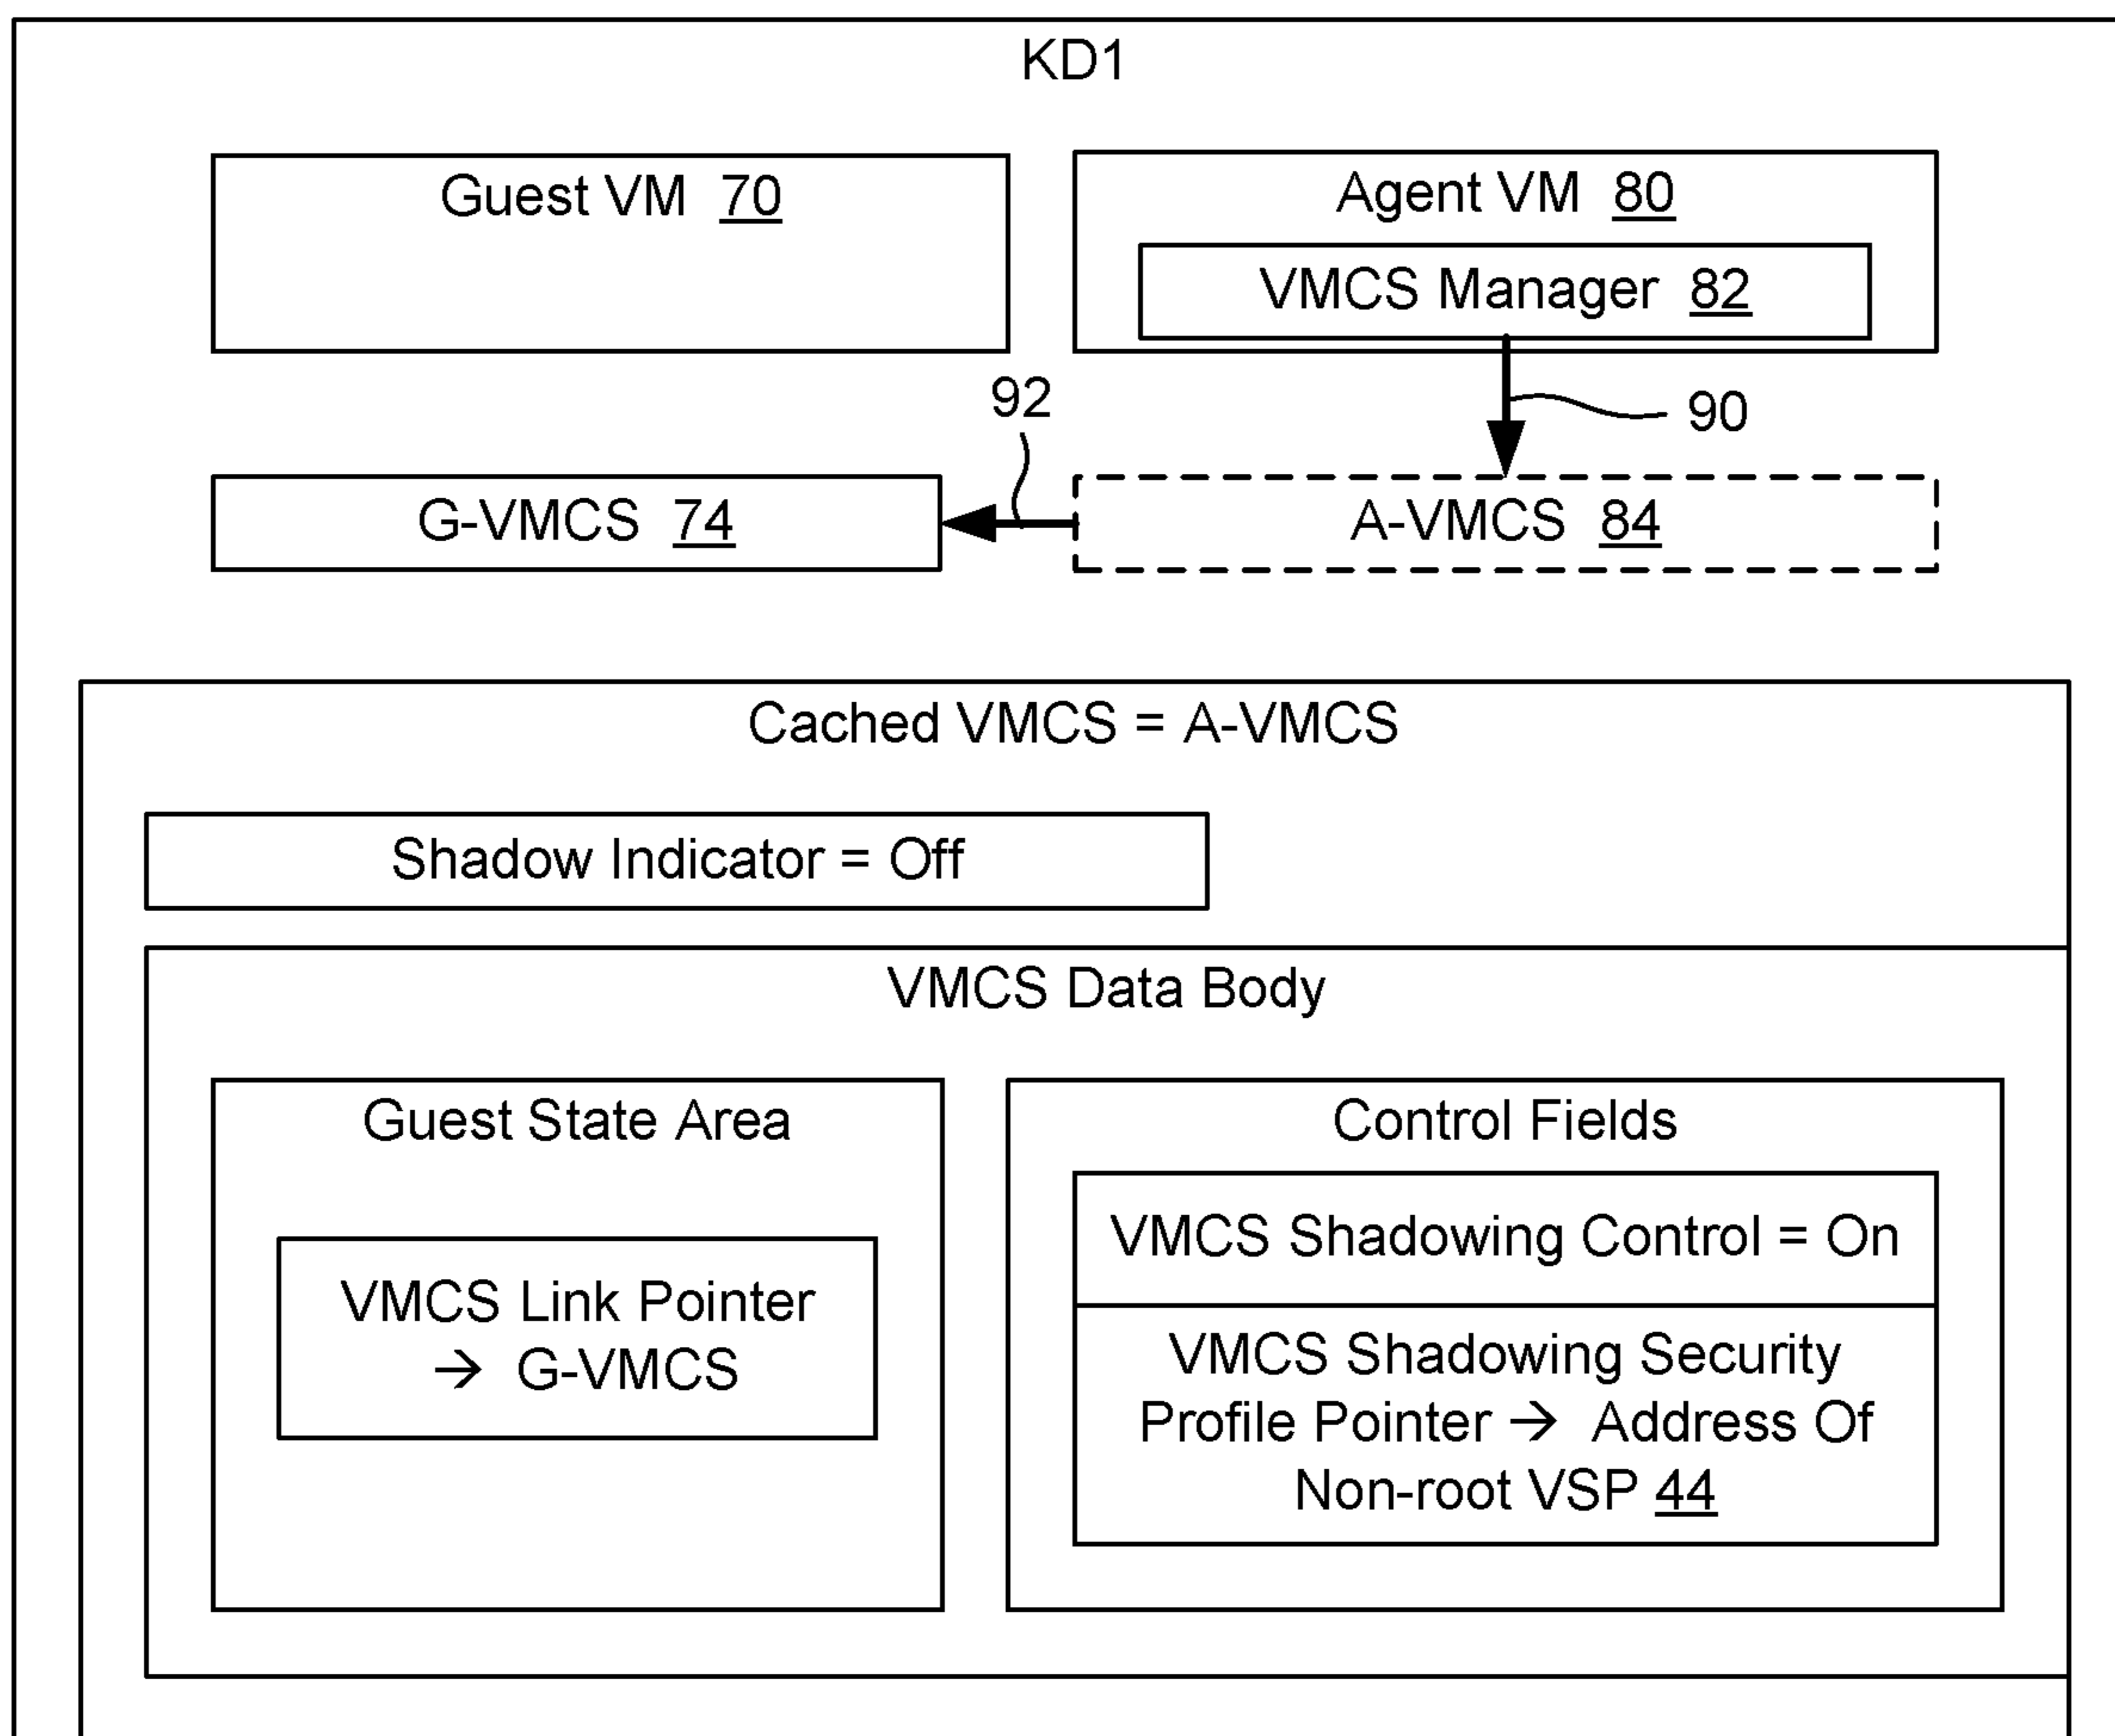 KD1
Guest VM 70
Agent VM 80
VMCS Manager 82
92
90
G-VMCS 74
A-VMCS 84
Cached VMCS = A-VMCS
Shadow Indicator = Off
VMCS Data Body
Guest State Area
VMCS Link Pointer
→ G-VMCS
Control Fields
VMCS Shadowing Control = On
VMCS Shadowing Security
Profile Pointer → Address Of
Non-root VSP 44